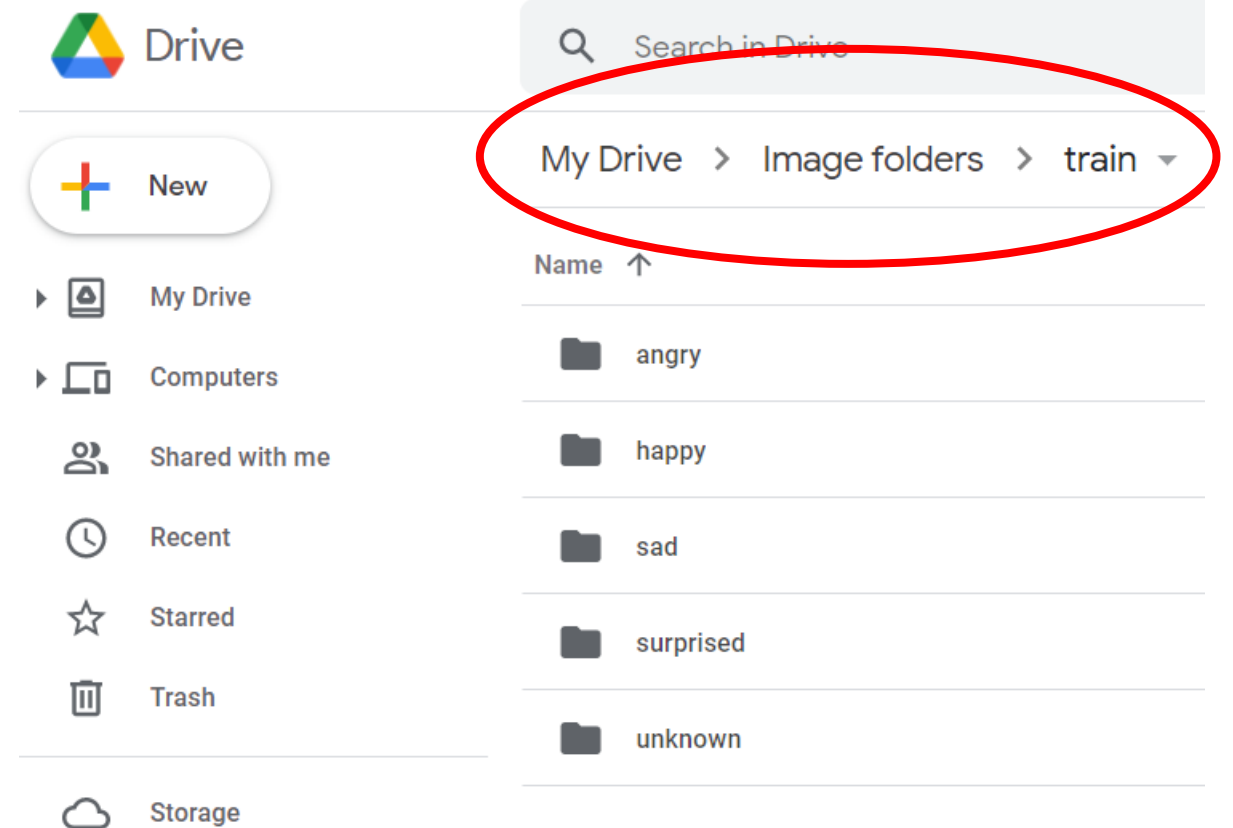 Drive
Search in Drive
My Drive > Image folders > train
New
Name
My Drive
Computers
Shared with me
Recent
Starred
Trash
Storage
angry
happy
sad
surprised
unknown